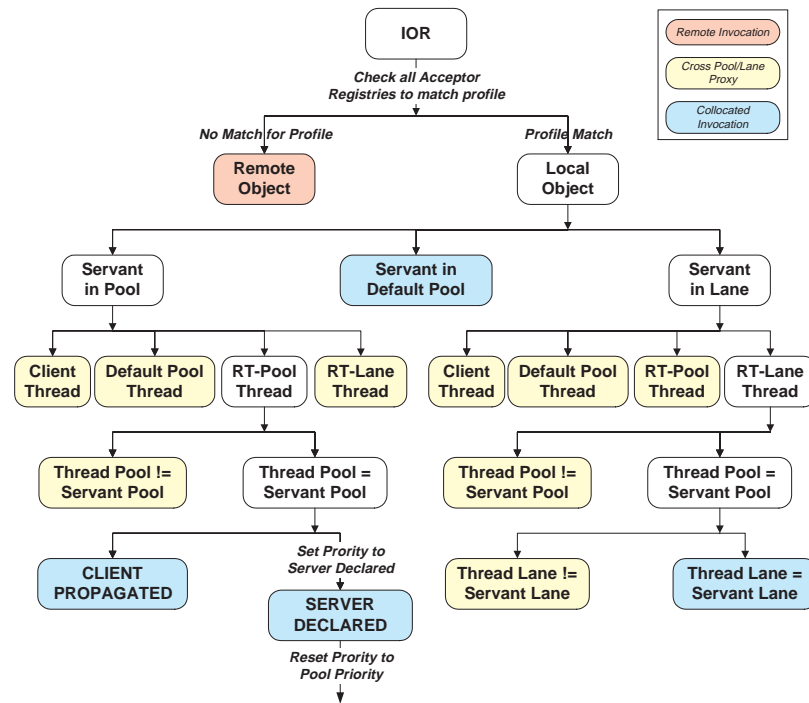 IOR
Remote Invocation
Cross Pool/Lane
Proxy
Collocated
Invocation
Check all Acceptor
Registries to match profile
No Match for Profile
Profile Match
Remote
Object
Local
Object
Servant
in Pool
Servant in
Default Pool
Servant
in Lane
Client
Thread
Default Pool
Thread
RT-Pool
Thread
RT-Lane
Thread
Client
Thread
Default Pool
Thread
RT-Pool
Thread
RT-Lane
Thread
Thread Pool !=
Servant Pool
Thread Pool =
Servant Pool
Thread Pool !=
Servant Pool
Thread Pool =
Servant Pool
CLIENT
PROPAGATED
Set Prority to
Server Declared
SERVER
DECLARED
Reset Prority to
Pool Priority
Thread Lane !=
Servant Lane
Thread Lane =
Servant Lane